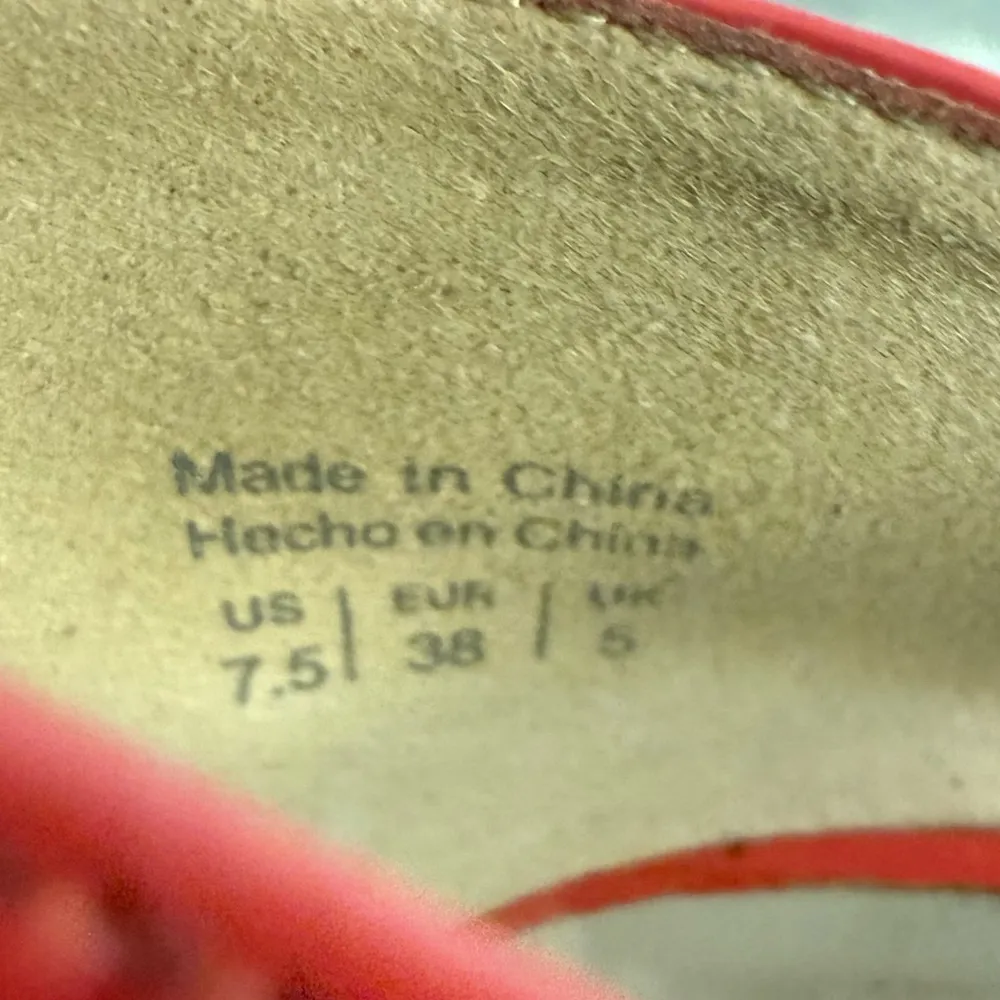 Made in China
Hecho en China
US | EUR | UK
7.5 | 38 | 5